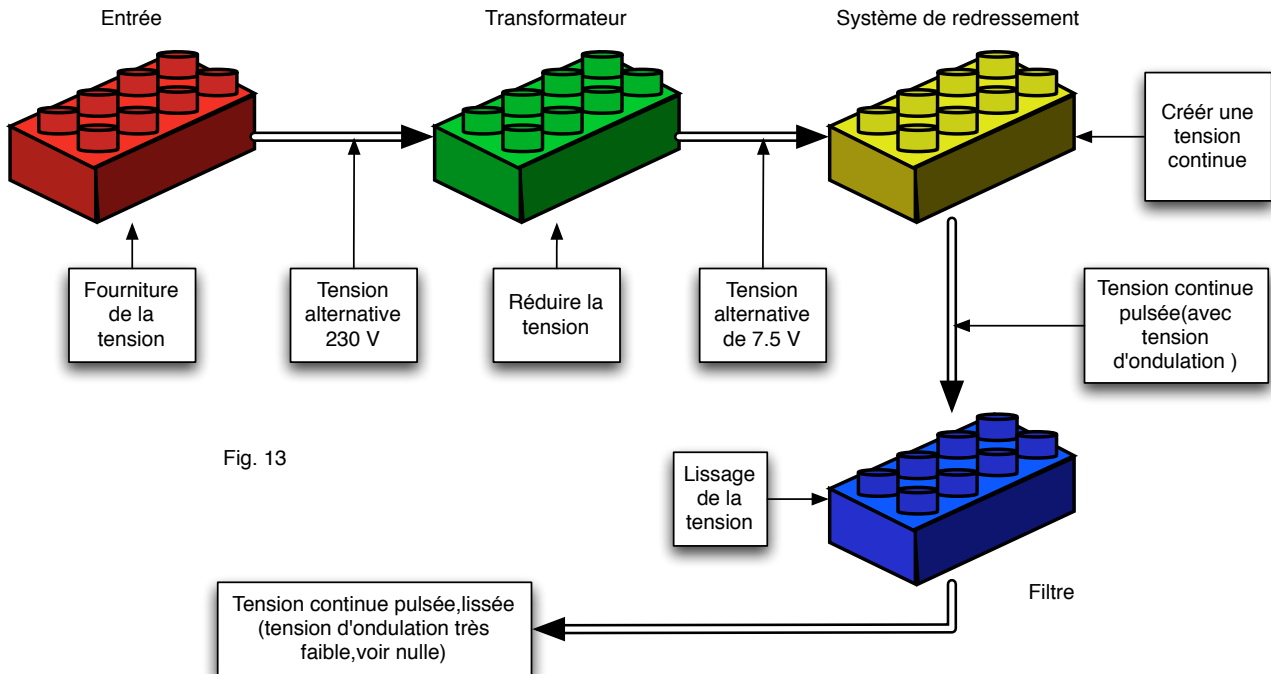 Entrée
Transformateur
Système de redressement
Créér une
tension
continue
Fourniture
de la
tension
Tension
alternative
230 V
Réduire la
tension
Tension
alternative
de 7.5 V
Tension continue
pulsée(avec
tension
d'ondulation )
Fig. 13
Lissage
de la
tension
Filtre
Tension continue pulsée,lissée
(tension d'ondulation très
faible,voir nulle)